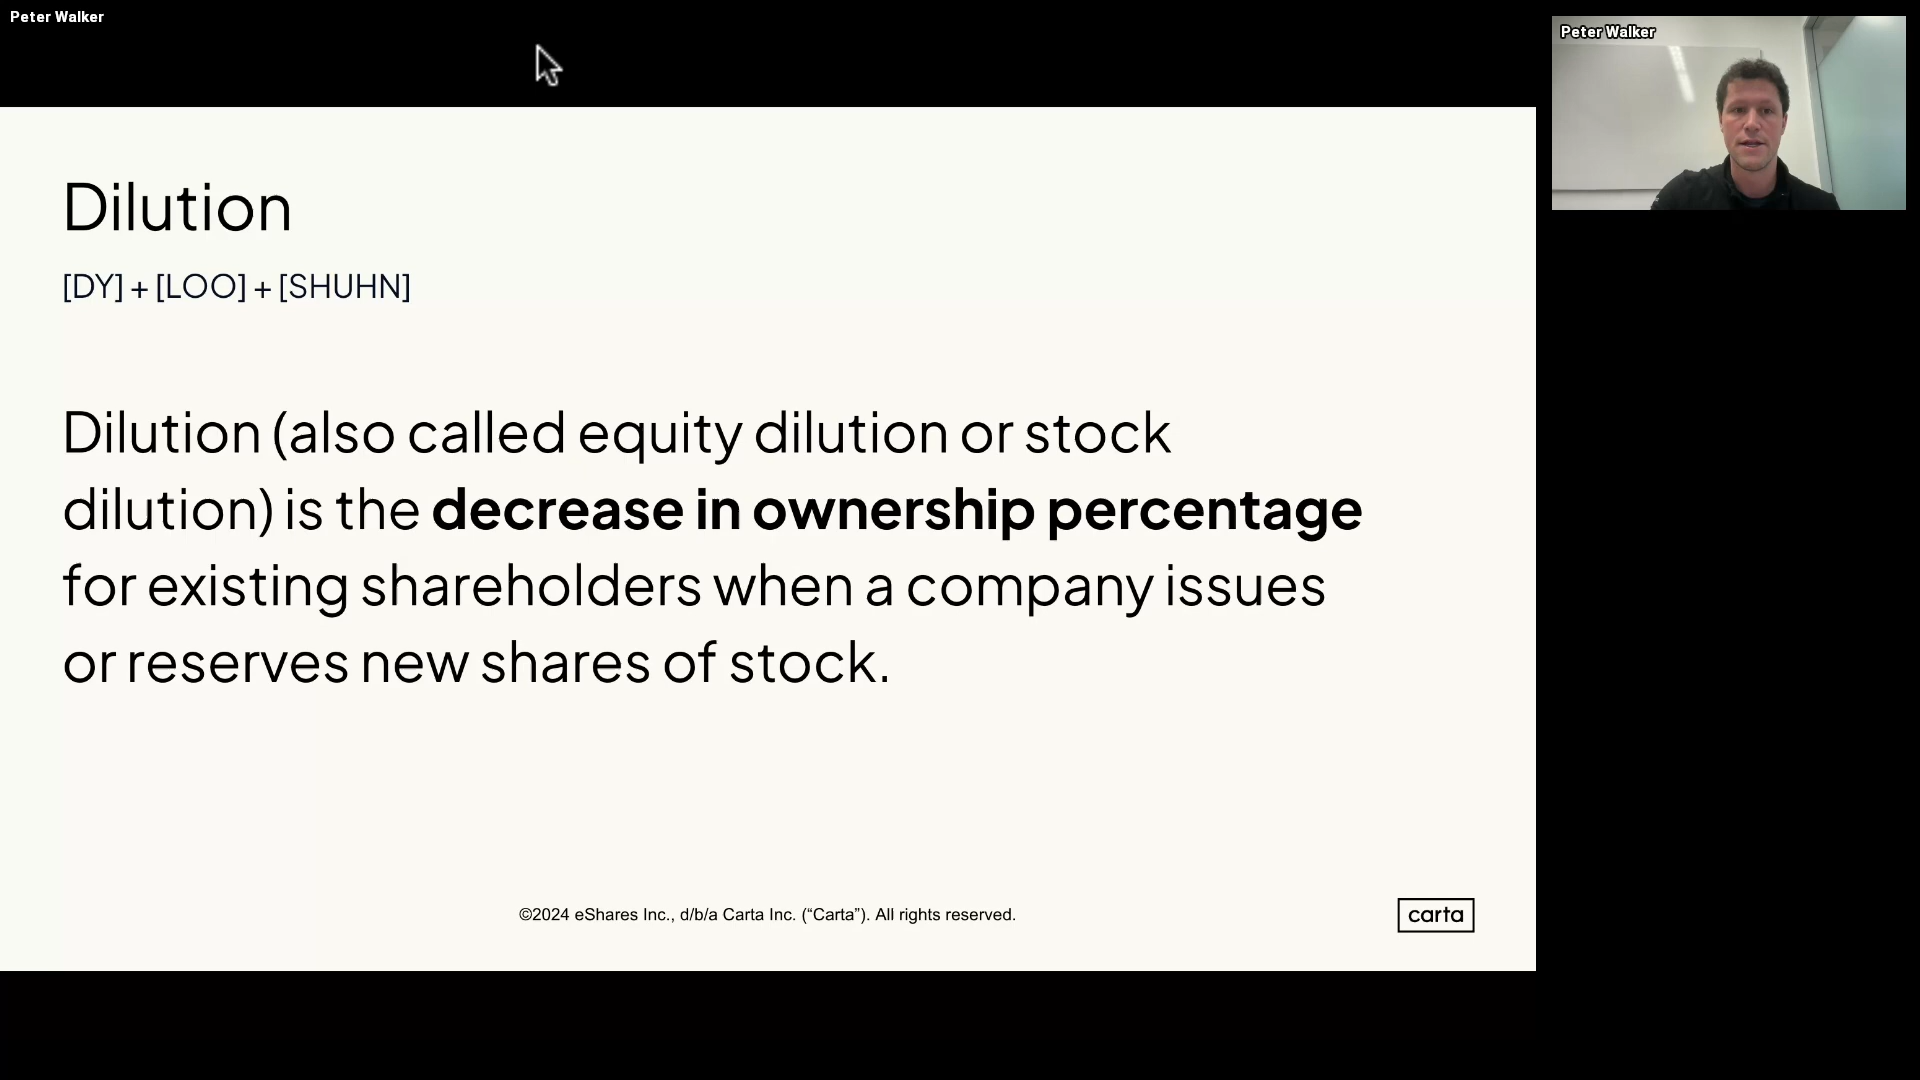 Peter Walker
Peter Walker
Dilution
[DY] + [LOO] + [SHUHN]
Dilution (also called equity dilution or stock
dilution) is the decrease in ownership percentage
for existing shareholders when a company issues
or reserves new shares of stock.
©2024 eShares Inc., d/b/a Carta Inc. (“Carta”). All rights reserved.
carta